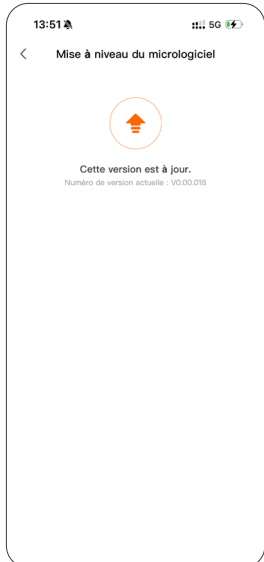 13:51
5G
Mise à niveau du micrologiciel
Cette version est à jour.
Numéro de version actuelle : V0.00.018